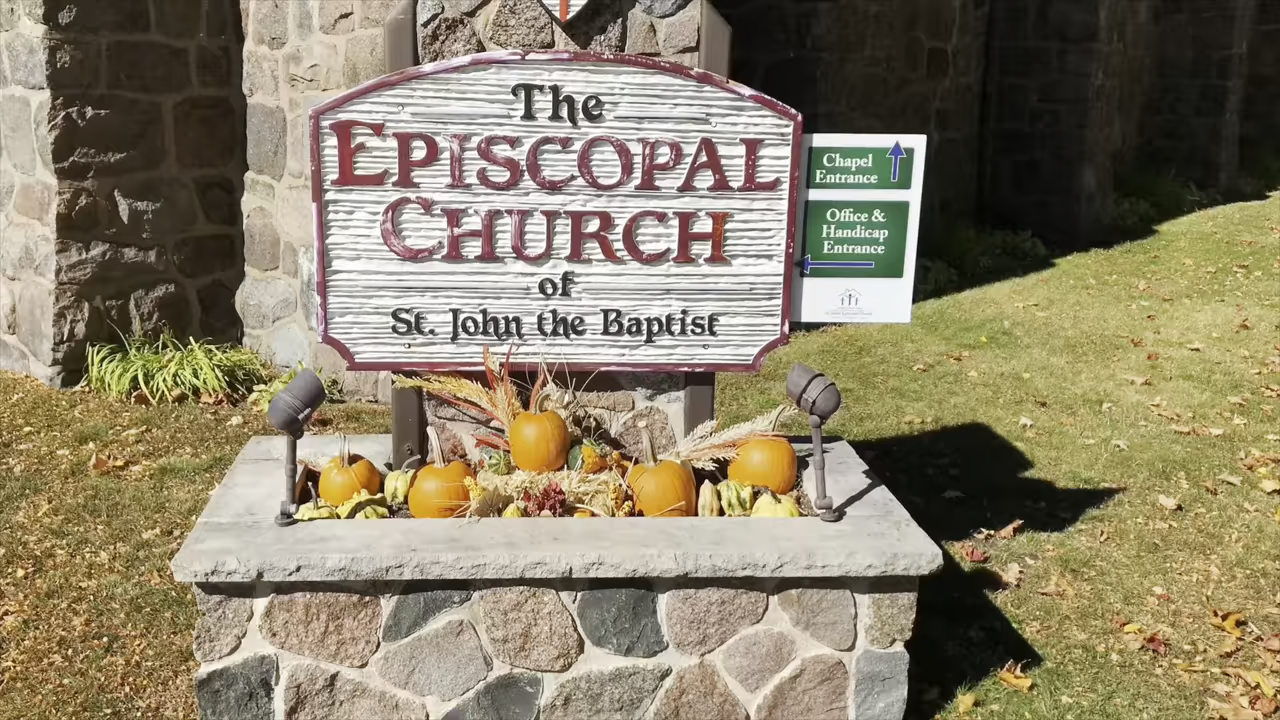 The
EPISCOPAL
CHURCH
of
St. John the Baptist
Chapel
Entrance
Office &
Handicap
Entrance